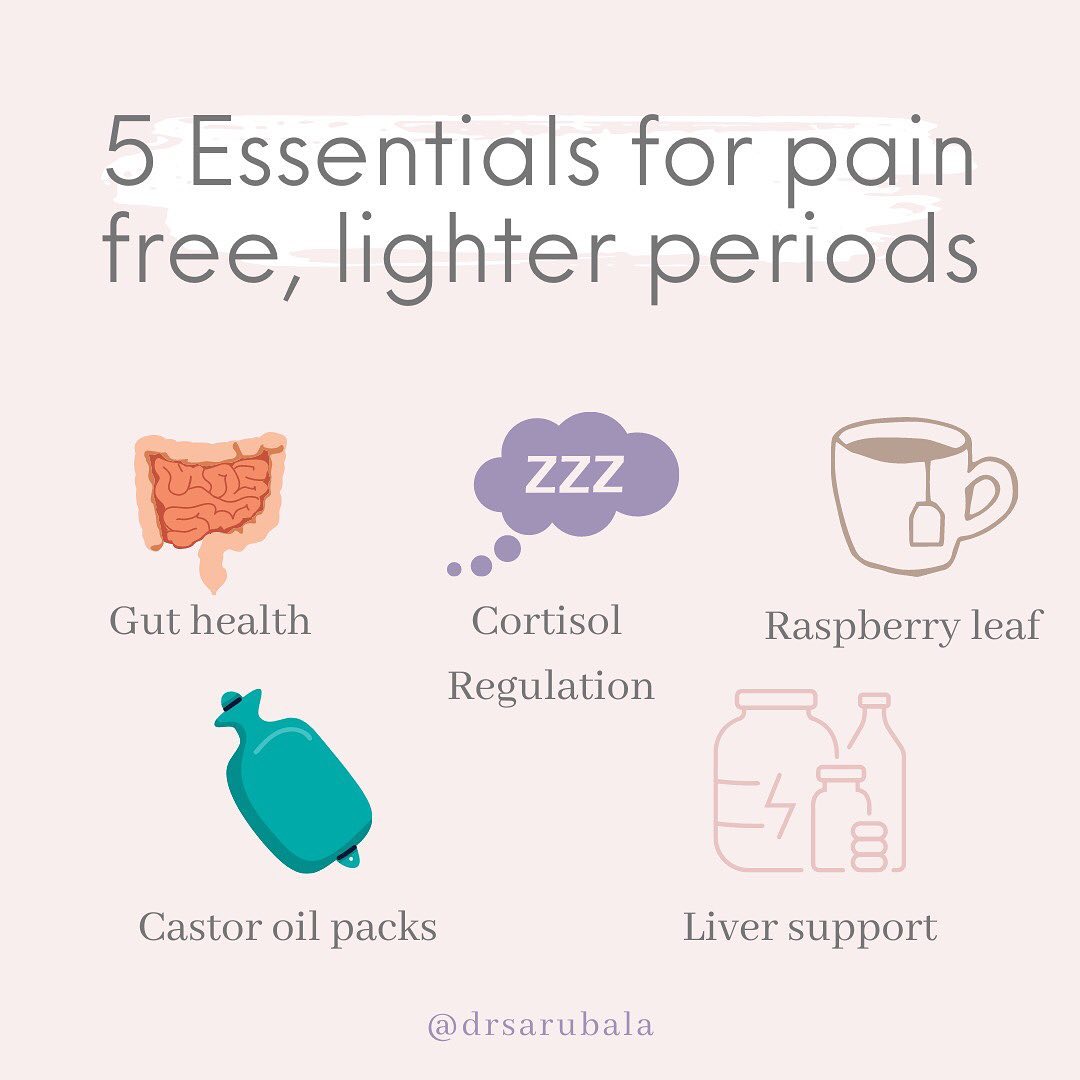 5 Essentials for pain
free, lighter periods
zzz
Gut health
Cortisol
Regulation
Raspberry leaf
Castor oil packs
Liver support
@drsarubala